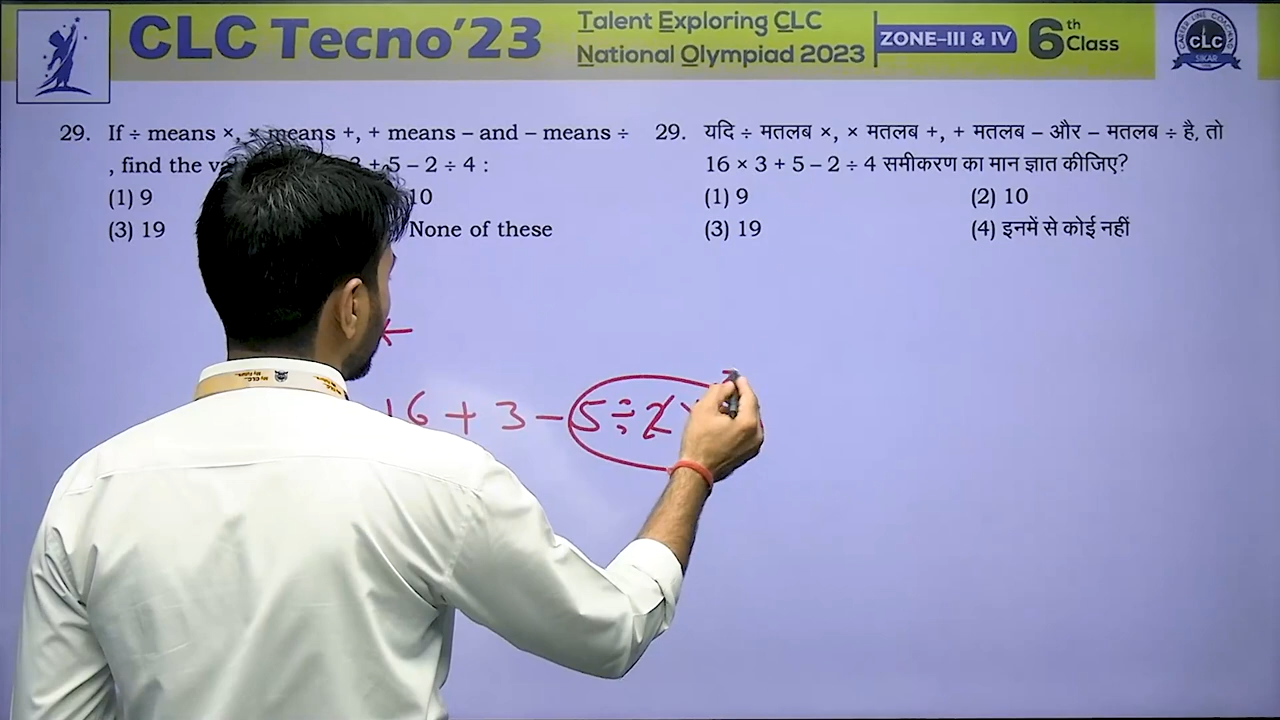 CLC Tecno'23
Talent Exploring CLC
National Olympiad 2023
ZONE–III & IV
6th Class
CLC
SIKAR
29. If ÷ means ×, × means +, + means – and – means ÷
, find the 3 + 5 – 2 ÷ 4 :
(1) 9 10
(3) 19 None of these
29. यदि ÷ मतलब ×, × मतलब +, + मतलब – और – मतलब ÷ है, तो
16 × 3 + 5 – 2 ÷ 4 समीकरण का मान ज्ञात कीजिए?
(1) 9 (2) 10
(3) 19 (4) इनमें से कोई नहीं
16 + 3 – 5 ÷ 2